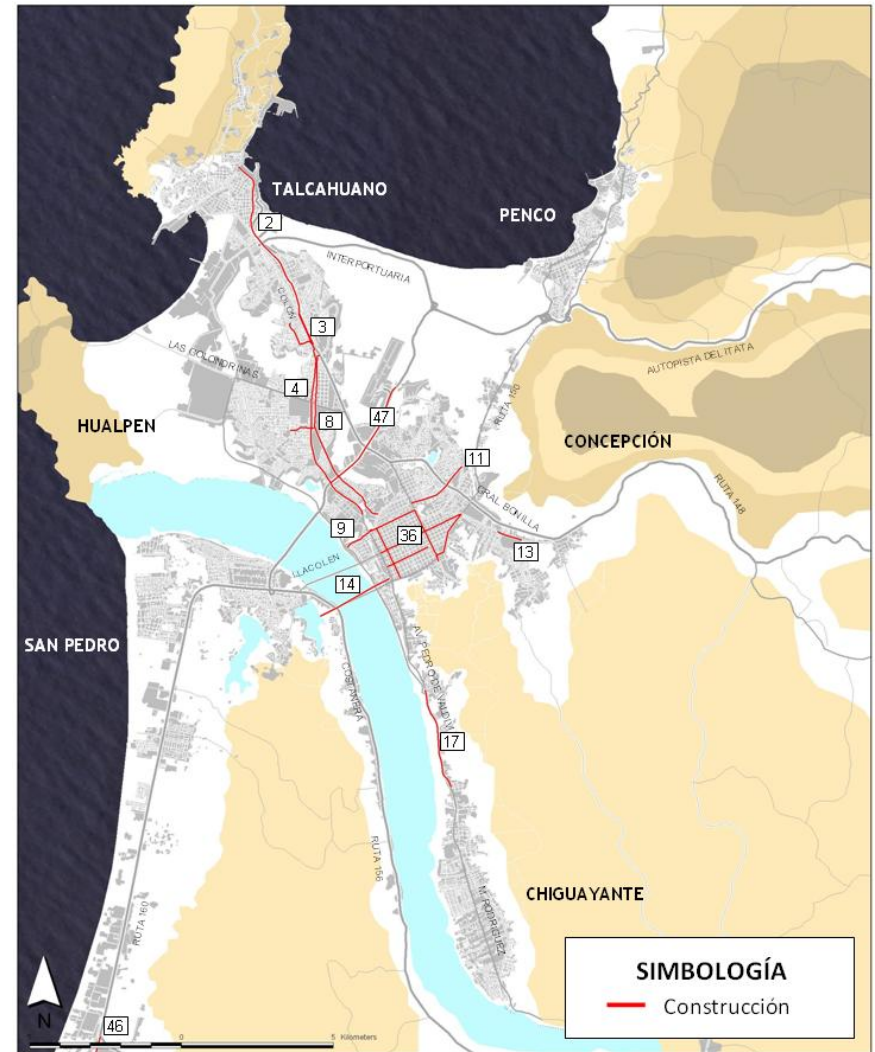 TALCAHUANO
PENCO
2
INTERPORTUARIA
COLON
3
LAS GOLONDRINAS
AUTOPISTA DEL ITATA
4
RUTA 150
8
47
HUALPEN
CONCEPCIÓN
11
RUTA 148
GRAL. BONILLA
9
36
13
LLACOLEN
14
SAN PEDRO
AV. PEDRO DE VALDIVIA
COSTANERA
17
RUTA 156
CHIGUAYANTE
M. RODRIGUEZ
RUTA 160
SIMBOLOGÍA
Construcción
N
46
0
5 Kilometers